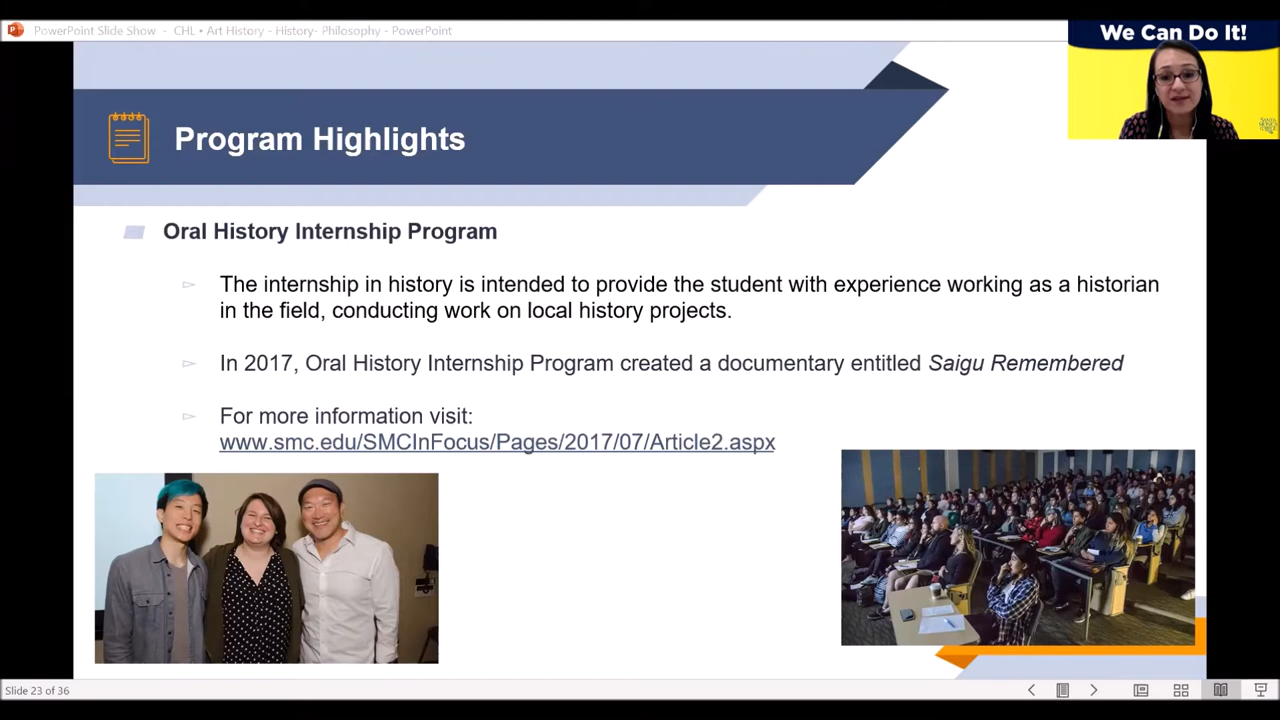 PowerPoint Slide Show - CHL • Art History - History- Philosophy - PowerPoint
We Can Do It!
SANTA
MONICA
COLLEGE
Program Highlights
Oral History Internship Program
The internship in history is intended to provide the student with experience working as a historian
in the field, conducting work on local history projects.
In 2017, Oral History Internship Program created a documentary entitled Saigu Remembered
For more information visit:
www.smc.edu/SMCInFocus/Pages/2017/07/Article2.aspx
Slide 23 of 36